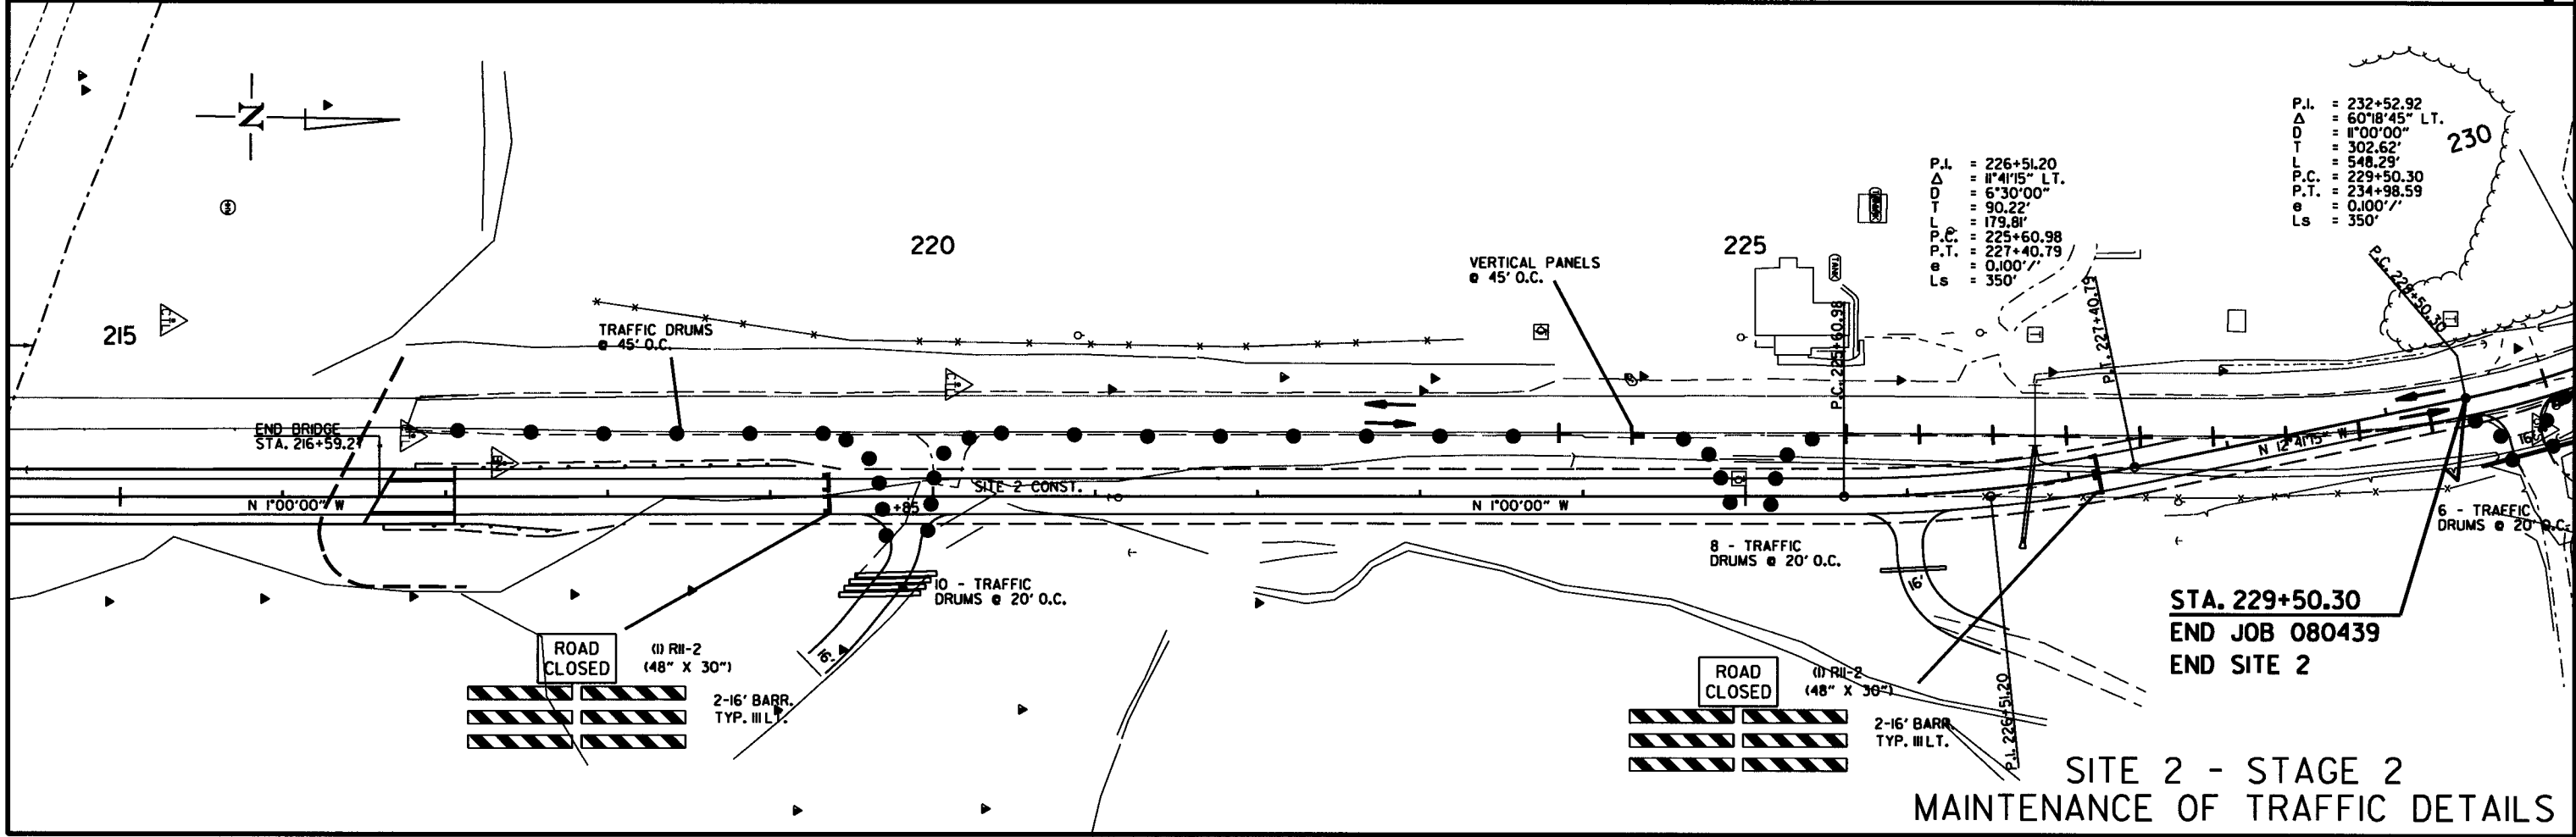 N
215
220
225
230
P.I. = 232+52.92
Δ = 60°18'45" LT.
D = 11°00'00"
T = 302.62'
L = 548.29'
P.C. = 229+50.30
P.T. = 234+98.59
e = 0.100'/'
Ls = 350'
P.I. = 226+51.20
Δ = 11°41'15" LT.
D = 6°30'00"
T = 90.22'
L = 179.81'
P.C. = 225+60.98
P.T. = 227+40.79
e = 0.100'/'
Ls = 350'
TANK
VERTICAL PANELS
@ 45' O.C.
TRAFFIC DRUMS
@ 45' O.C.
P.C. 225+60.98
P.T. 227+40.79
END BRIDGE
STA. 216+59.21
N 1°00'00" W
SITE 2 CONST.
+85
N 1°00'00" W
N 12°41'15" W
16'
6 - TRAFFIC
DRUMS @ 20' O.C.
8 - TRAFFIC
DRUMS @ 20' O.C.
10 - TRAFFIC
DRUMS @ 20' O.C.
16'
16'
STA. 229+50.30
END JOB 080439
END SITE 2
ROAD
CLOSED
(1) R11-2
(48" X 30")
2-16' BARR.
TYP. III LT.
ROAD
CLOSED
(1) R11-2
(48" X 30")
2-16' BARR.
TYP. III LT.
P.I. 226+51.20
SITE 2 - STAGE 2
MAINTENANCE OF TRAFFIC DETAILS